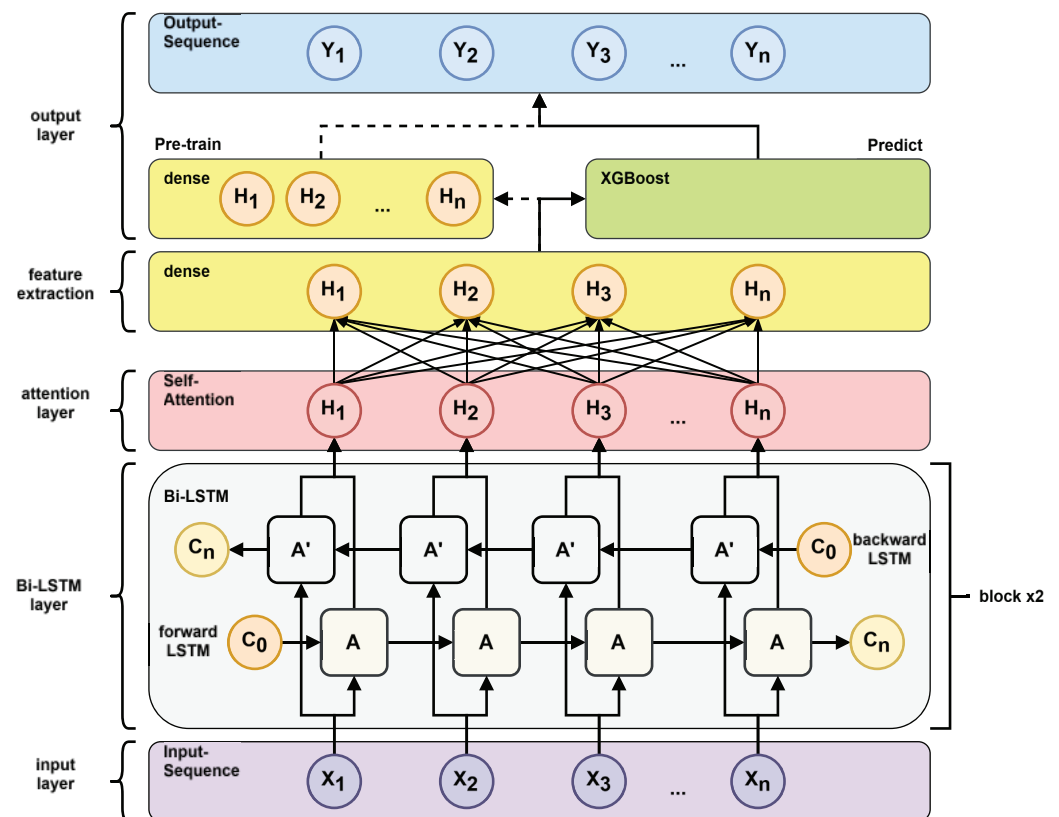 Output-
Sequence
Y1 Y2 Y3 ... Yn
output
layer
Pre-train
Predict
dense
H1 H2 ... Hn
XGBoost
feature
extraction
dense
H1 H2 H3 Hn
attention
layer
Self-
Attention
H1 H2 H3 ... Hn
Bi-LSTM
Cn A' A' A' A' C0
backward
LSTM
Bi-LSTM
layer
block x2
forward
LSTM
C0 A A A A Cn
input
layer
Input-
Sequence
X1 X2 X3 ... Xn